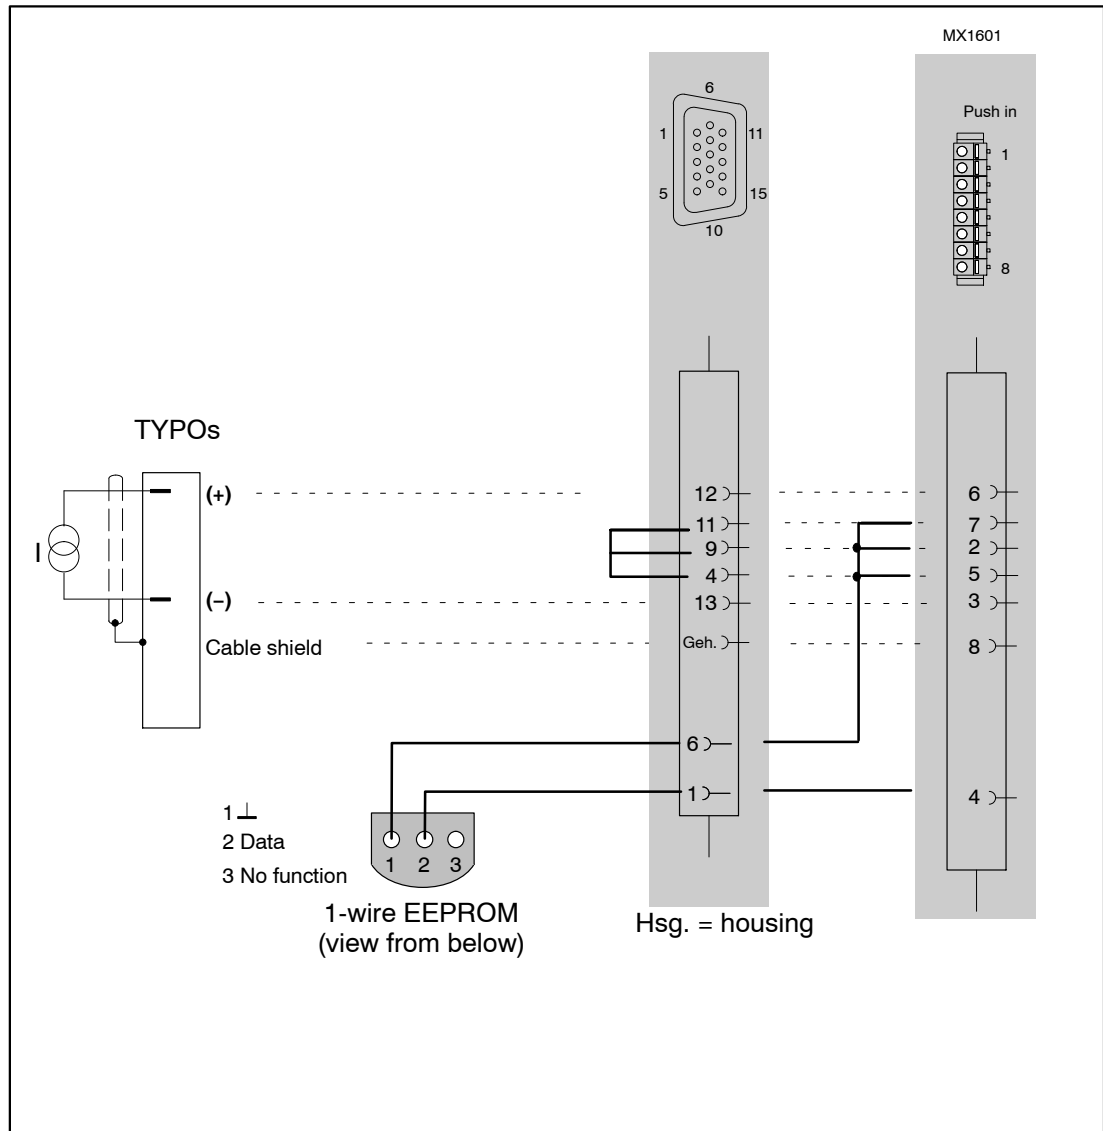 MX1601
6
Push in
1
11
1
5
15
10
8
TYPOs
(+)
12
6
11
7
9
2
I
4
5
(−)
13
3
Cable shield
Geh.
8
6
1
4
1 ⊥
2 Data
3 No function
1 2 3
1-wire EEPROM
(view from below)
Hsg. = housing